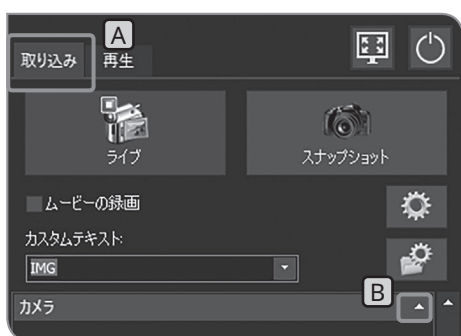 A
取り込み 再生
ライブ スナップショット
ムービーの録画
カスタムテキスト:
IMG
B
カメラ